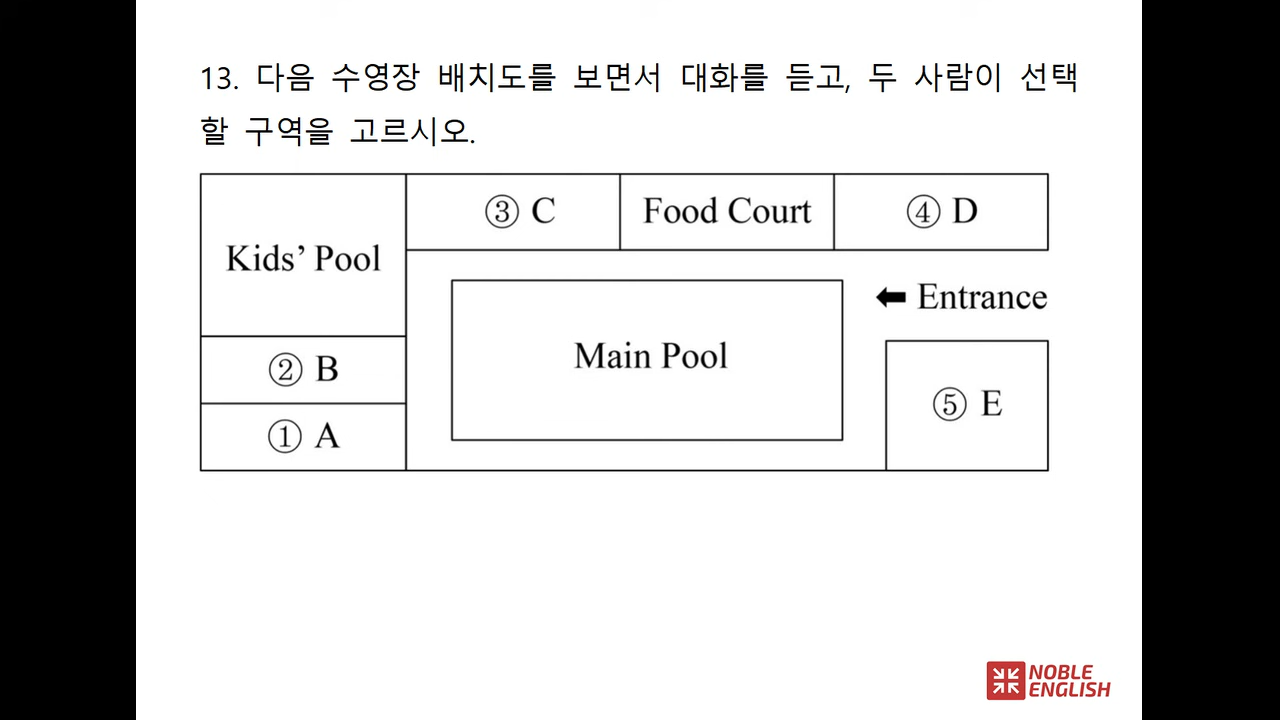 13. 다음 수영장 배치도를 보면서 대화를 듣고, 두 사람이 선택
할 구역을 고르시오.
③ C
Food Court
④ D
Kids’ Pool
⬅ Entrance
Main Pool
② B
⑤ E
① A
NOBLE
ENGLISH